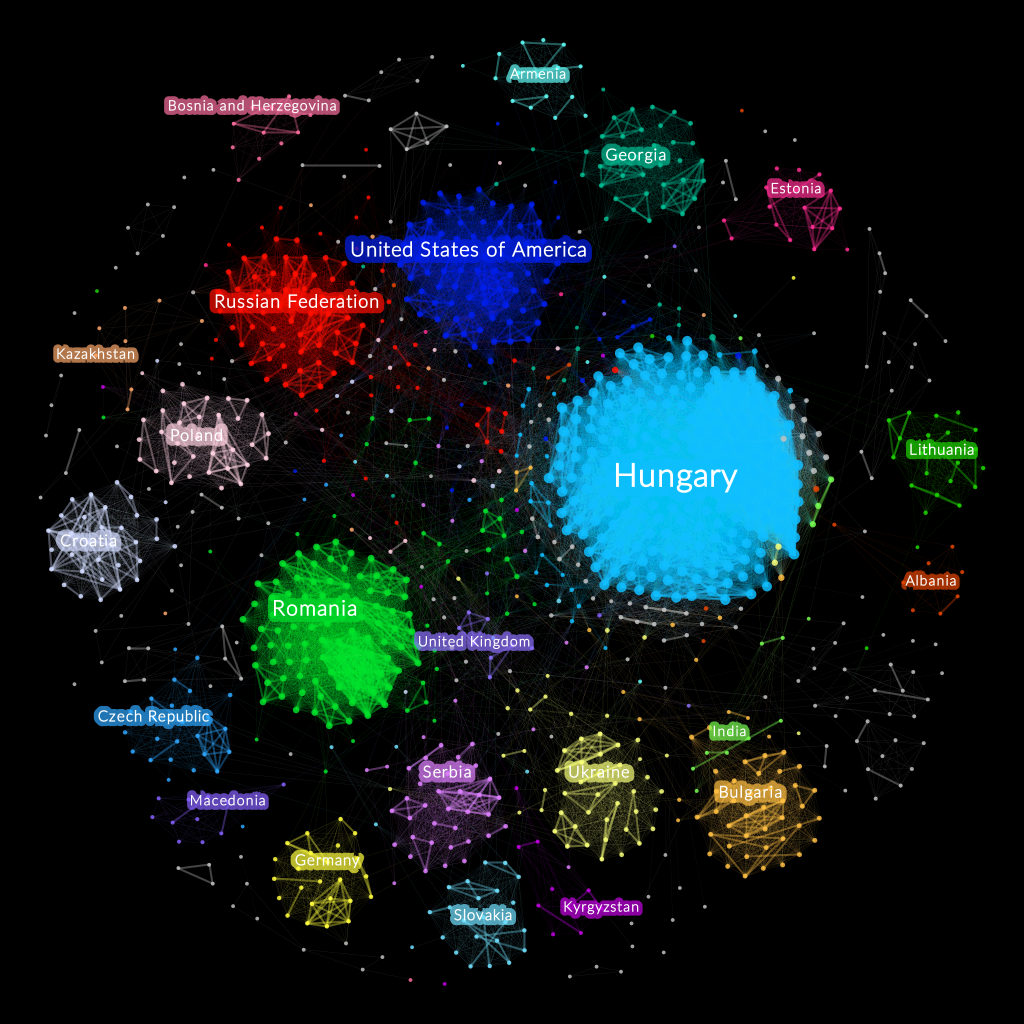 Armenia
Bosnia and Herzegovina
Georgia
Estonia
United States of America
Russian Federation
Kazakhstan
Poland
Lithuania
Hungary
Croatia
Albania
Romania
United Kingdom
Czech Republic
India
Serbia
Ukraine
Bulgaria
Macedonia
Germany
Kyrgyzstan
Slovakia